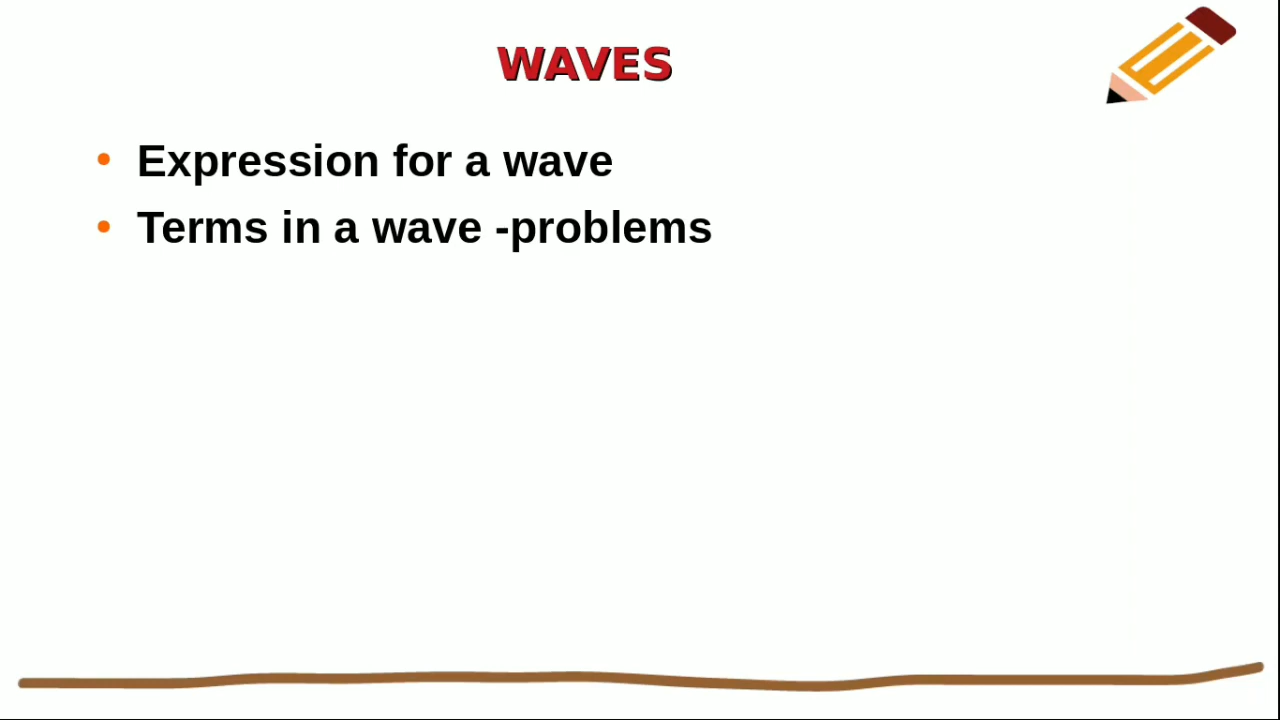 WAVES
• Expression for a wave
• Terms in a wave -problems